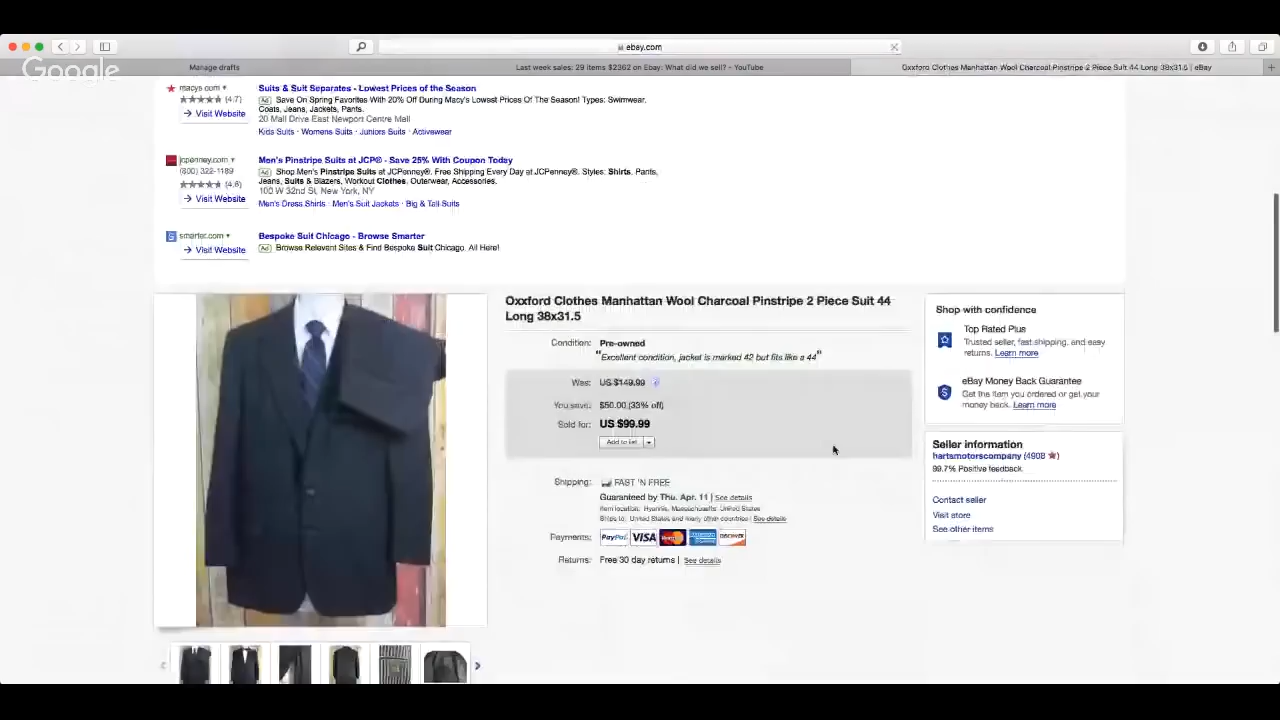 ebay.com
Manage drafts
Last week sales: 29 items $2362 on Ebay: What did we sell? - YouTube
Oxxford Clothes Manhattan Wool Charcoal Pinstripe 2 Piece Suit 44 Long 38x31.5 | eBay
Google
macys.com
Suits & Suit Separates - Lowest Prices of the Season
(4.7)
Ad Save On Spring Favorites With 20% Off During Macy's Lowest Prices Of The Season! Types: Swimwear,
Coats, Jeans, Jackets, Pants.
→ Visit Website
20 Mall Drive East Newport Centre Mall
Kids Suits · Womens Suits · Juniors Suits · Activewear
jcpenney.com
Men's Pinstripe Suits at JCP® - Save 25% With Coupon Today
(800) 322-1189
Ad Shop Men's Pinstripe Suits at JCPenney®. Free Shipping Every Day at JCPenney®. Styles: Shirts, Pants,
Jeans, Suits & Blazers, Workout Clothes, Outerwear, Accessories.
(4.6)
100 W 32nd St, New York, NY
→ Visit Website
Men's Dress Shirts · Men's Suit Jackets · Big & Tall Suits
smarter.com
Bespoke Suit Chicago - Browse Smarter
→ Visit Website
Ad Browse Relevant Sites & Find Bespoke Suit Chicago. All Here!
Oxxford Clothes Manhattan Wool Charcoal Pinstripe 2 Piece Suit 44
Long 38x31.5
Condition: Pre-owned
"Excellent condition, jacket is marked 42 but fits like a 44"
Was: US $149.99
You save: $50.00 (33% off)
Sold for: US $99.99
Add to list
Shipping: FAST 'N FREE
Guaranteed by Thu. Apr. 11 | See details
Item location: Hyannis, Massachusetts, United States
Ships to: United States and many other countries | See details
Payments: PayPal VISA MasterCard AMERICAN EXPRESS DISCOVER
Returns: Free 30 day returns | See details
Shop with confidence
Top Rated Plus
Trusted seller, fast shipping, and easy
returns. Learn more
eBay Money Back Guarantee
Get the item you ordered or get your
money back. Learn more
Seller information
hartsmotorscompany (4908)
99.7% Positive feedback
Contact seller
Visit store
See other items